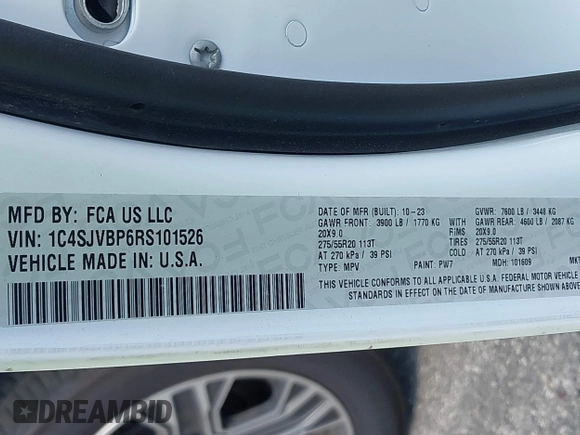 MFD BY: FCA US LLC
VIN: 1C4SJVBP6RS101526
VEHICLE MADE IN: U.S.A.
DATE OF MFR (BUILT) 10-23 GVWR: 7600 LB / 3448 KG
GAWR FRONT: 3900 LB / 1770 KG GAWR REAR: 4600 LB / 2087 KG
20X9.0 RIMS 20X9.0
275/55R20 113T TIRES 275/55R20 113T
AT 270 kPa / 39 PSI COLD AT 270 kPa / 39 PSI
TYPE: MPV PAINT: PW7 MDH: 101609 MKT
THIS VEHICLE CONFORMS TO ALL APPLICABLE U.S.A. FEDERAL MOTOR VEHICLE
STANDARDS IN EFFECT ON THE DATE OF MANUFACTURE SHOWN ABOVE
DREAMBID